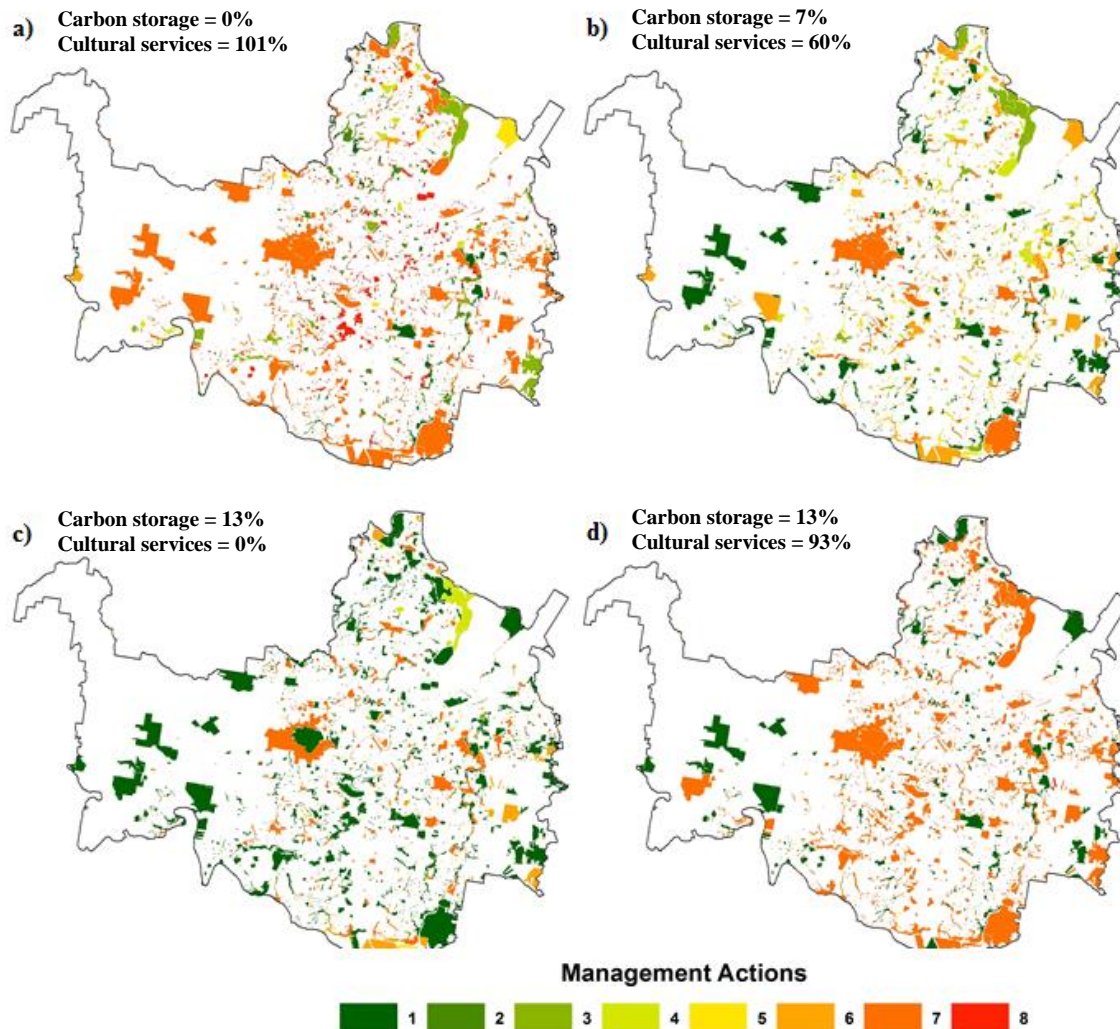 a)
Carbon storage = 0%
Cultural services = 101%
b)
Carbon storage = 7%
Cultural services = 60%
c)
Carbon storage = 13%
Cultural services = 0%
d)
Carbon storage = 13%
Cultural services = 93%
Management Actions
1 2 3 4 5 6 7 8